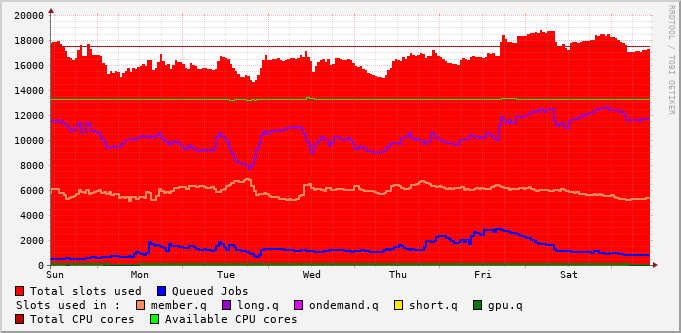 20000
18000
16000
14000
12000
10000
8000
6000
4000
2000
0
Sun Mon Tue Wed Thu Fri Sat
Total slots used Queued Jobs
Slots used in : member.q long.q ondemand.q short.q gpu.q
Total CPU cores Available CPU cores
RRDTOOL / TOBI OETIKER